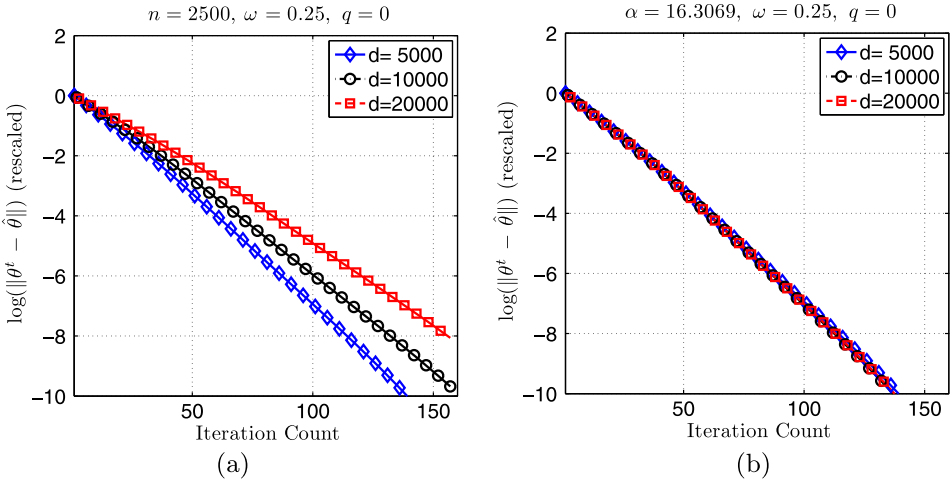 n = 2500, ω = 0.25, q = 0
2
0
−2
−4
−6
−8
−10
log(‖θ^t − θ̂‖) (rescaled)
d= 5000
d=10000
d=20000
50
100
150
Iteration Count
(a)
α = 16.3069, ω = 0.25, q = 0
2
0
−2
−4
−6
−8
−10
log(‖θ^t − θ̂‖) (rescaled)
d= 5000
d=10000
d=20000
50
100
150
Iteration Count
(b)